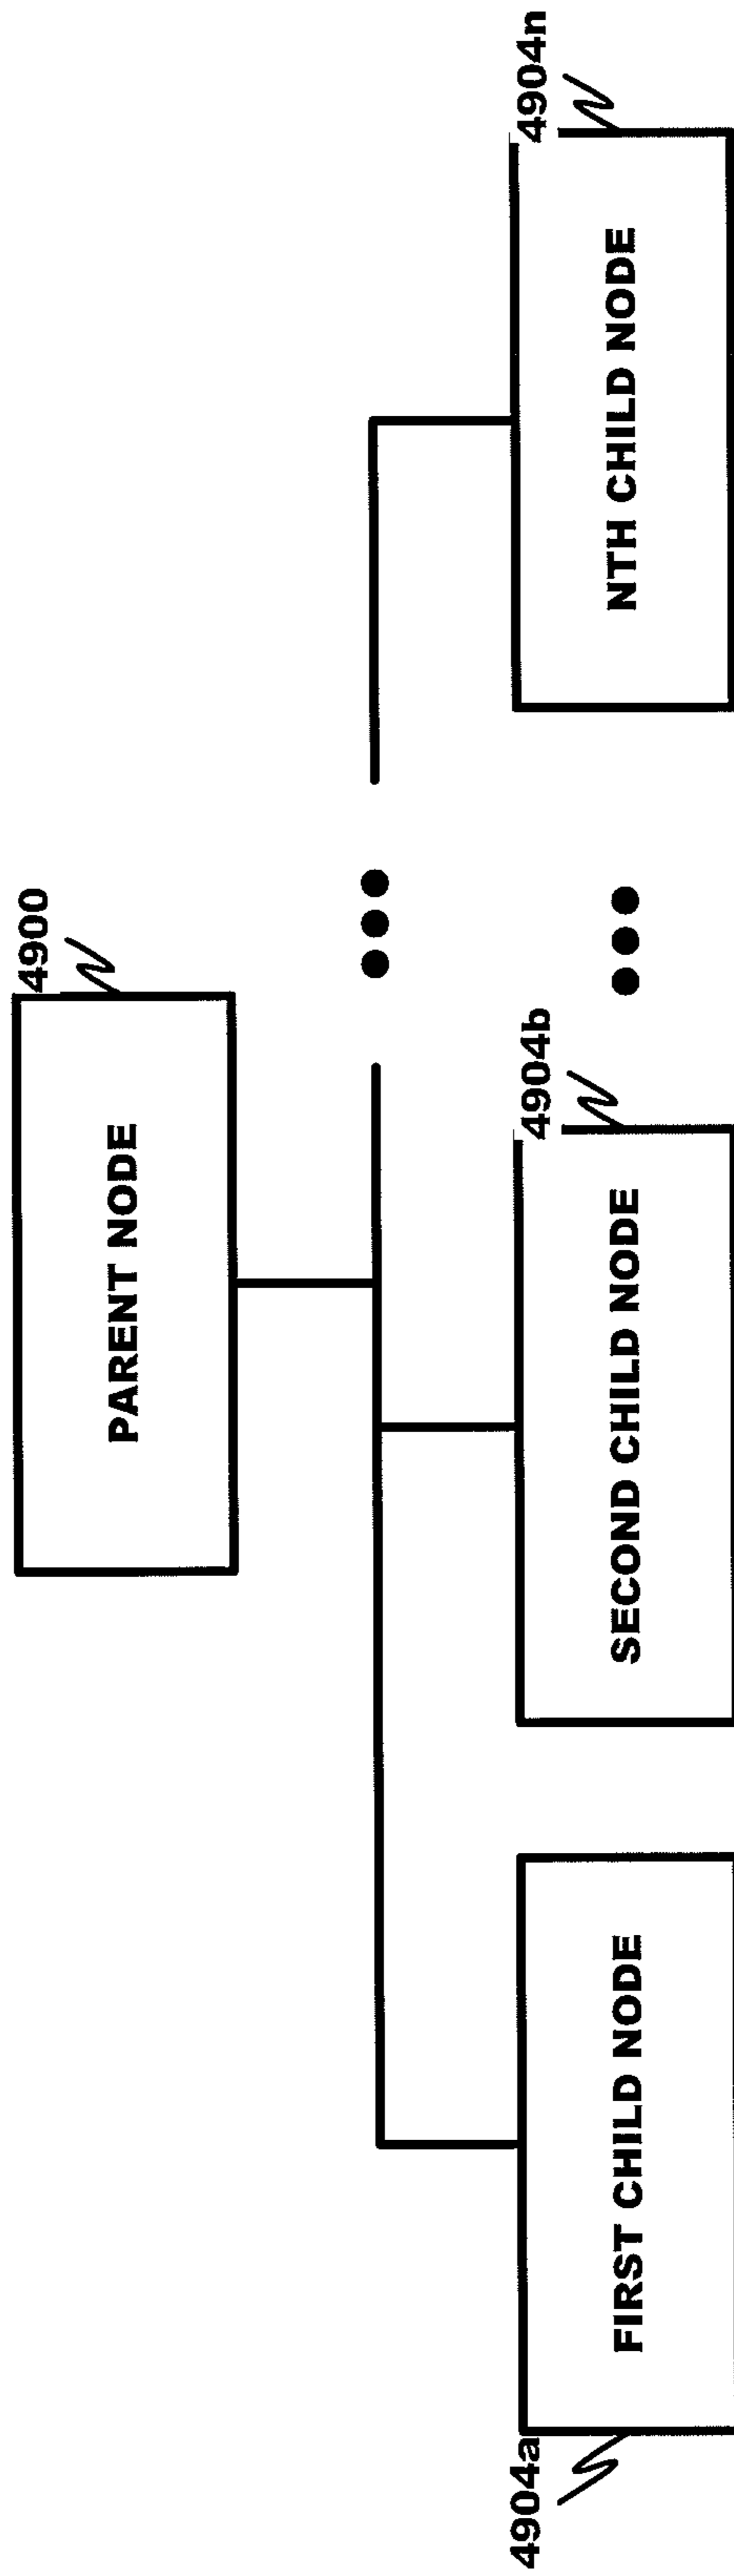 4900
PARENT NODE
4904a
FIRST CHILD NODE
4904b
SECOND CHILD NODE
4904n
NTH CHILD NODE